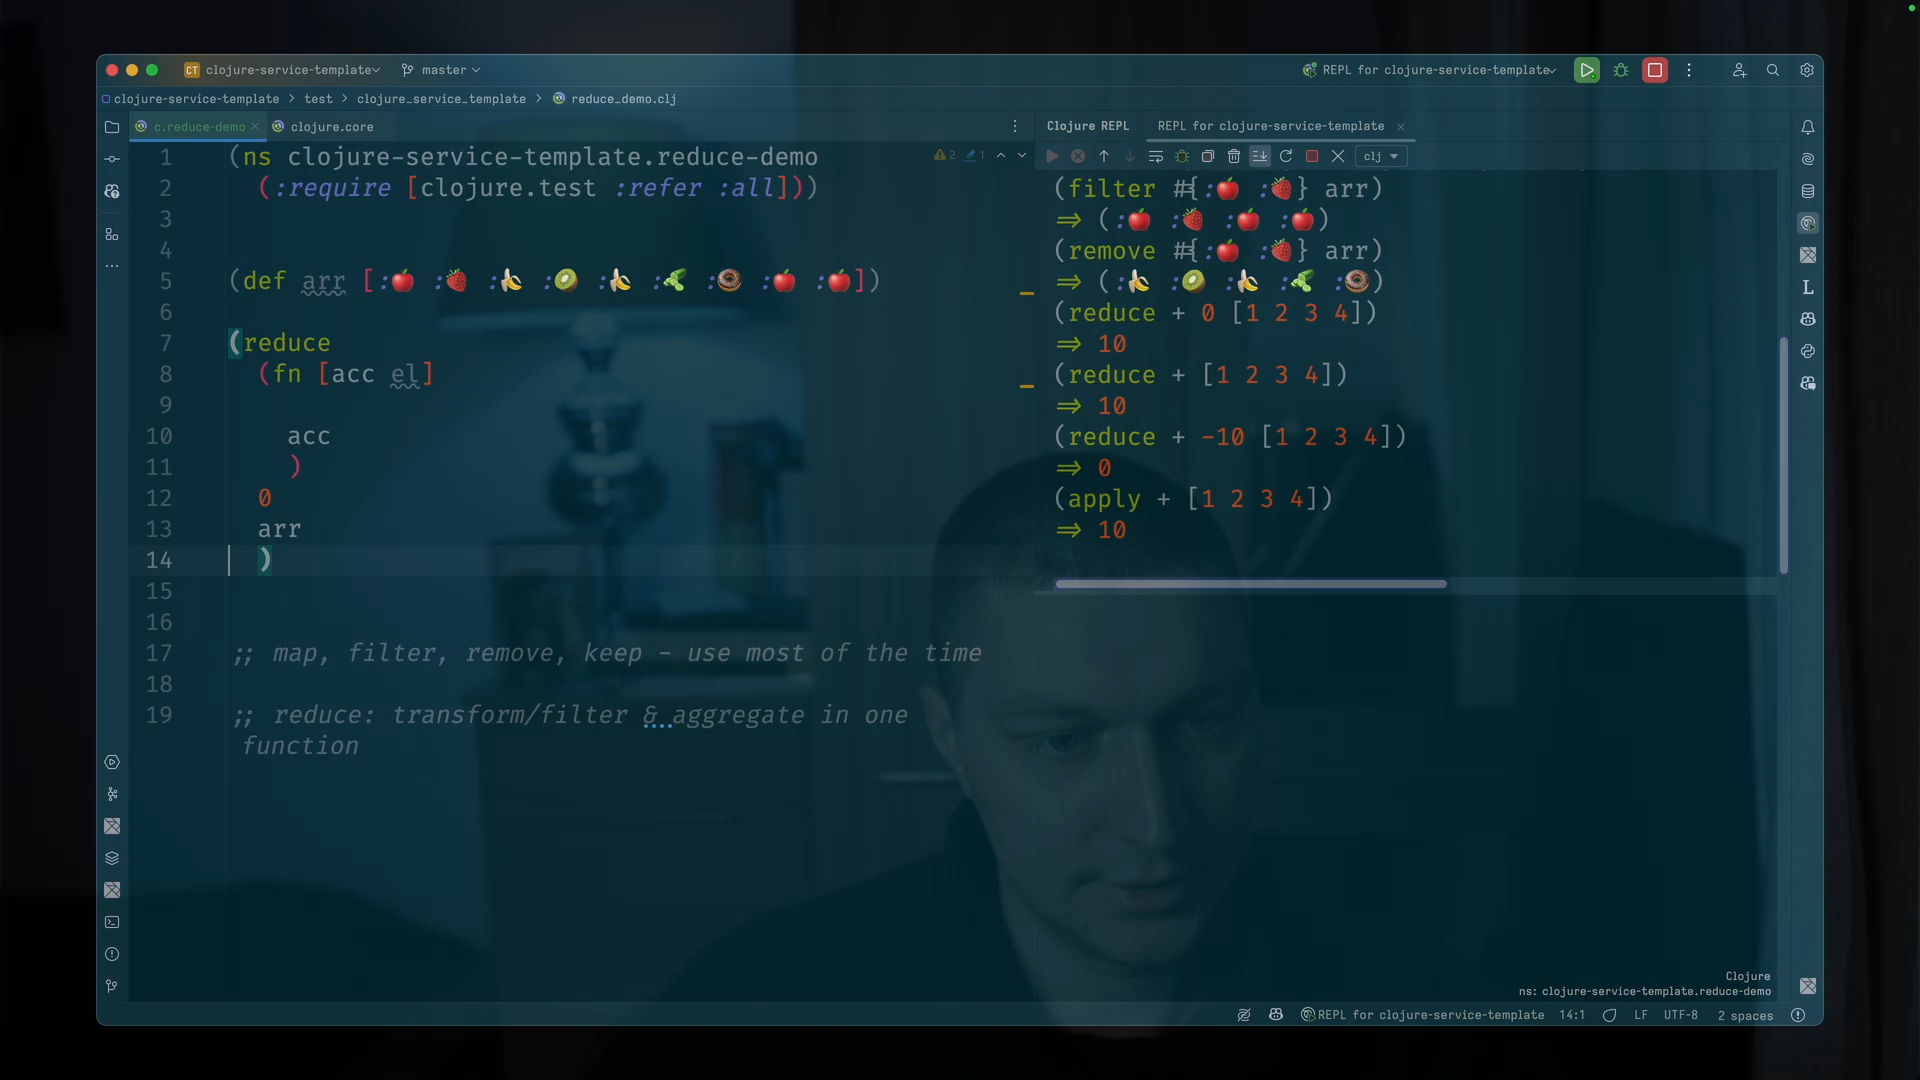 CT clojure-service-template
master
REPL for clojure-service-template
clojure-service-template > test > clojure_service_template > reduce_demo.clj
c.reduce-demo
clojure.core
Clojure REPL
REPL for clojure-service-template
clj
1 (ns clojure-service-template.reduce-demo
2 (:require [clojure.test :refer :all]))
3
4
5 (def arr [:🍎 :🍓 :🍌 :🥝 :🍌 :🥒 :🍩 :🍎 :🍎])
6
7 (reduce
8 (fn [acc el]
9
10 acc
11 )
12 0
13 arr
14 )
15
16
17 ;; map, filter, remove, keep - use most of the time
18
19 ;; reduce: transform/filter & aggregate in one
function
2
1
(filter #{:🍎 :🍓} arr)
=> (:🍎 :🍓 :🍎 :🍎)
(remove #{:🍎 :🍓} arr)
=> (:🍌 :🥝 :🍌 :🥒 :🍩)
(reduce + 0 [1 2 3 4])
=> 10
(reduce + [1 2 3 4])
=> 10
(reduce + -10 [1 2 3 4])
=> 0
(apply + [1 2 3 4])
=> 10
L
Clojure
ns: clojure-service-template.reduce-demo
REPL for clojure-service-template 14:1 LF UTF-8 2 spaces